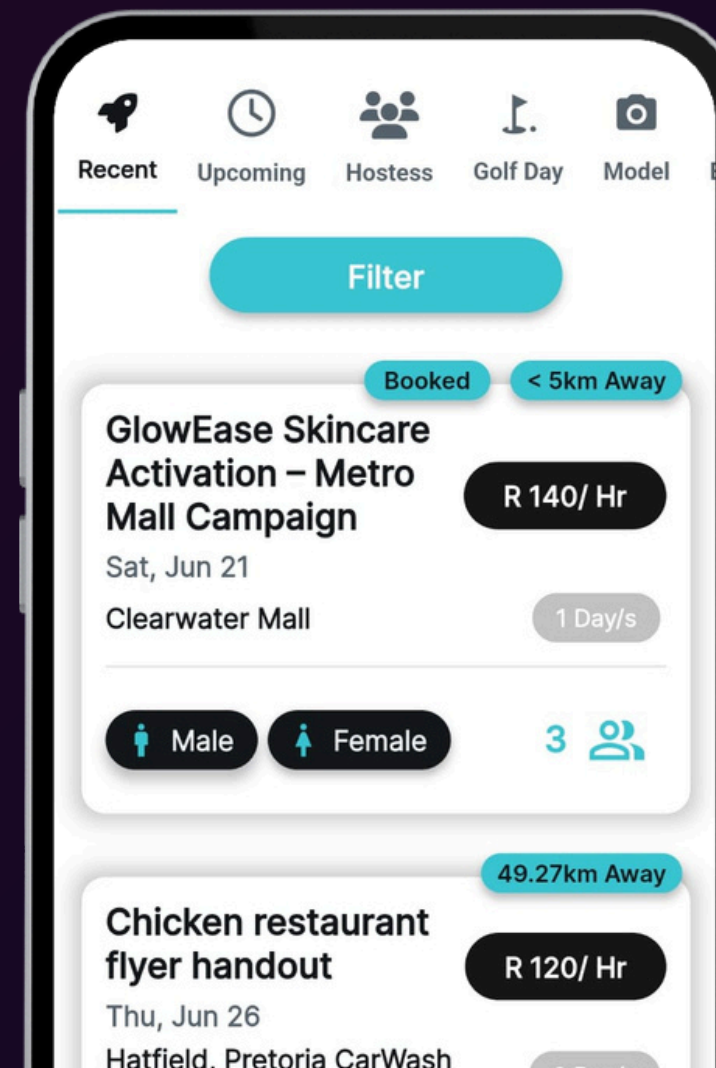 Recent
Upcoming
Hostess
Golf Day
Model
Filter
Booked
< 5km Away
GlowEase Skincare
Activation – Metro
Mall Campaign
R 140/ Hr
Sat, Jun 21
Clearwater Mall
1 Day/s
Male
Female
3
49.27km Away
Chicken restaurant
flyer handout
R 120/ Hr
Thu, Jun 26
Hatfield, Pretoria CarWash